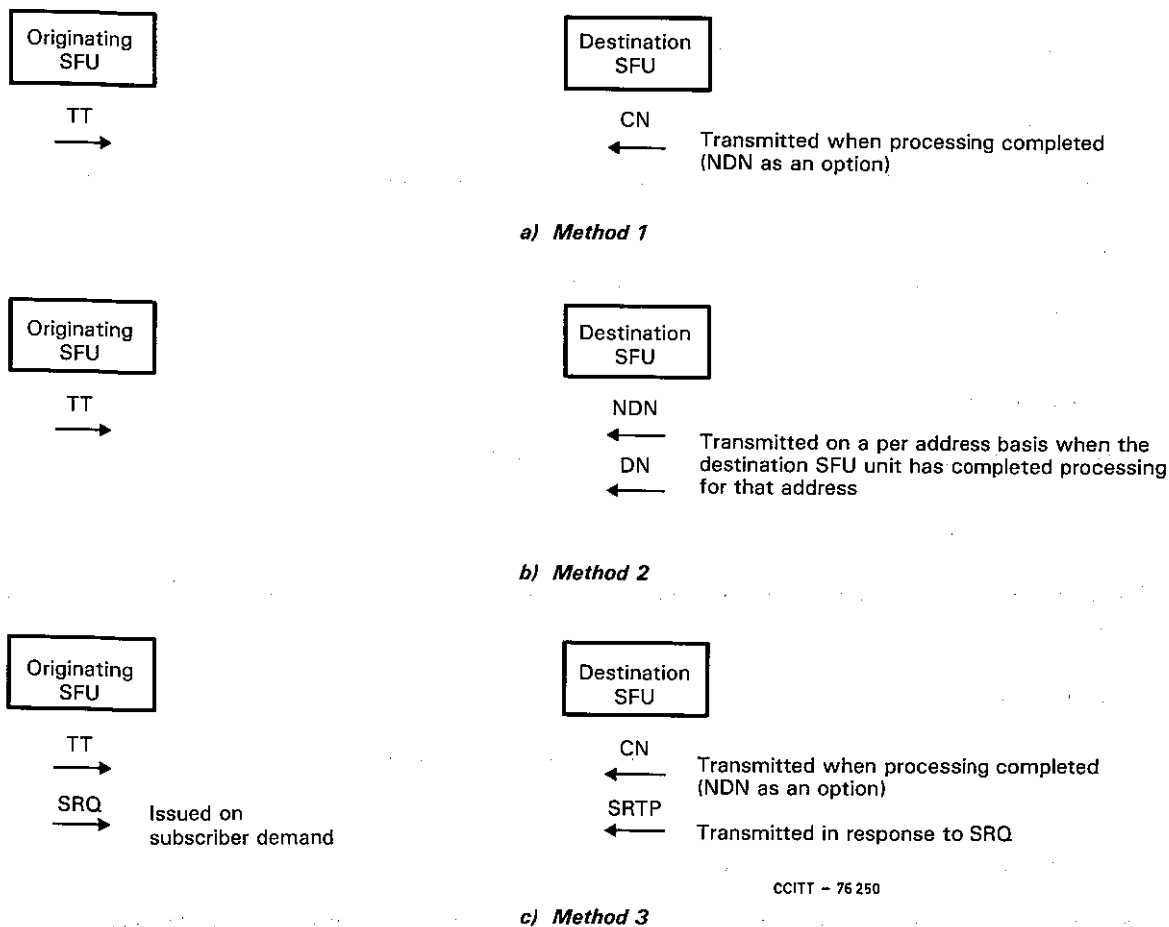 Originating
SFU
Destination
SFU
TT
CN
Transmitted when processing completed
(NDN as an option)
a) Method 1
Originating
SFU
Destination
SFU
TT
NDN
DN
Transmitted on a per address basis when the
destination SFU unit has completed processing
for that address
b) Method 2
Originating
SFU
Destination
SFU
TT
CN
Transmitted when processing completed
(NDN as an option)
SRQ
Issued on
subscriber demand
SRTP
Transmitted in response to SRQ
CCITT – 76 250
c) Method 3